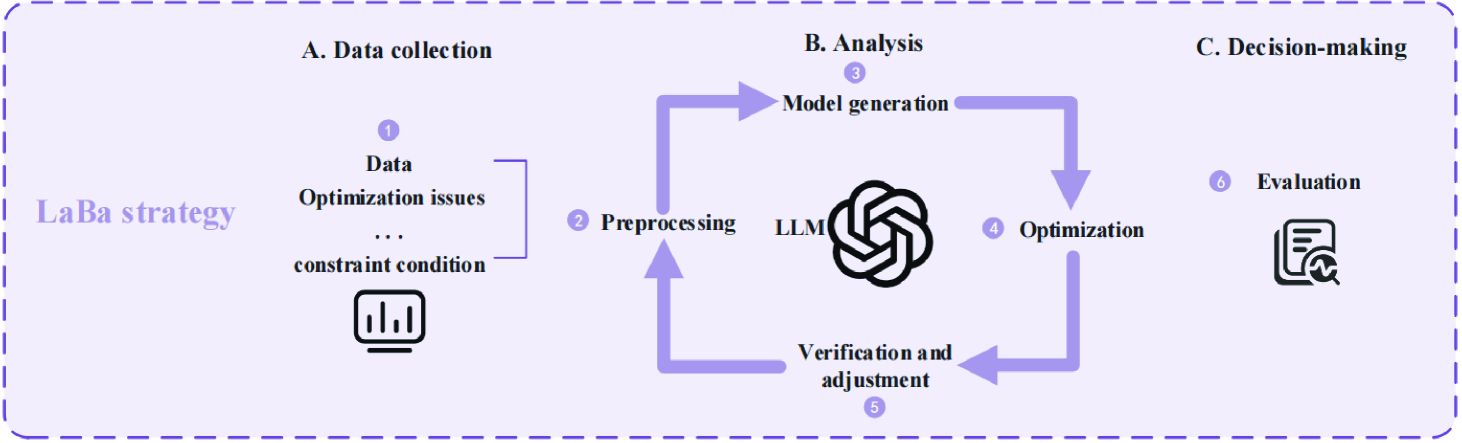 LaBa strategy
A. Data collection
1
Data
Optimization issues
...
constraint condition
B. Analysis
2 Preprocessing
3
Model generation
LLM
4 Optimization
Verification and
adjustment
5
C. Decision-making
6 Evaluation